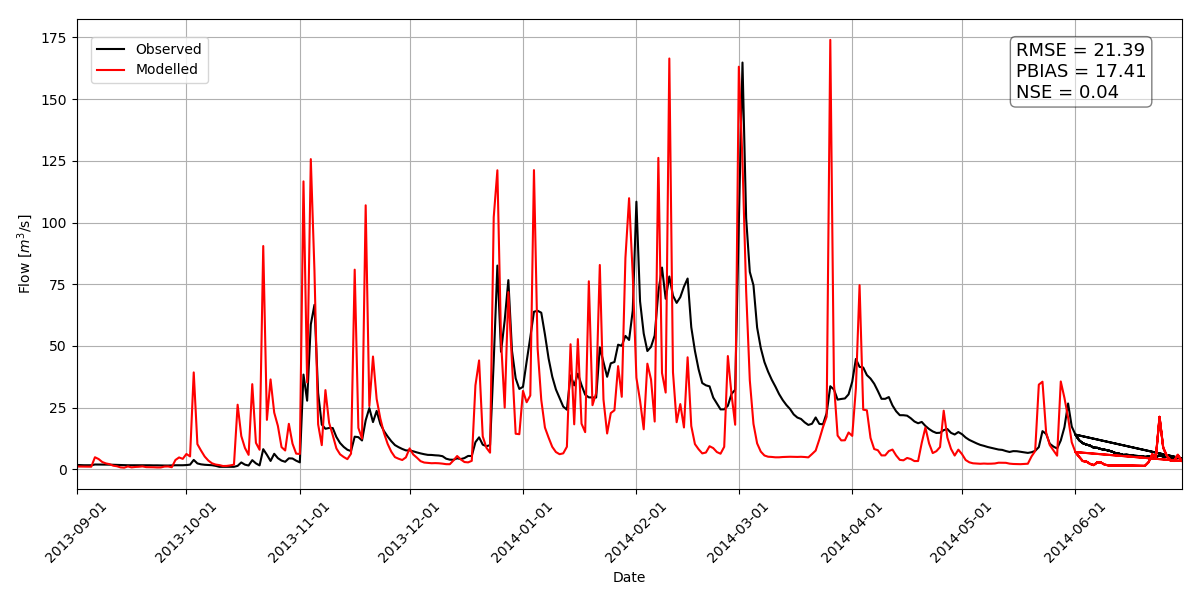 175
150
125
100
75
50
25
0
Flow [m³/s]
Observed
Modelled
RMSE = 21.39
PBIAS = 17.41
NSE = 0.04
2013-09-01
2013-10-01
2013-11-01
2013-12-01
2014-01-01
2014-02-01
2014-03-01
2014-04-01
2014-05-01
2014-06-01
Date